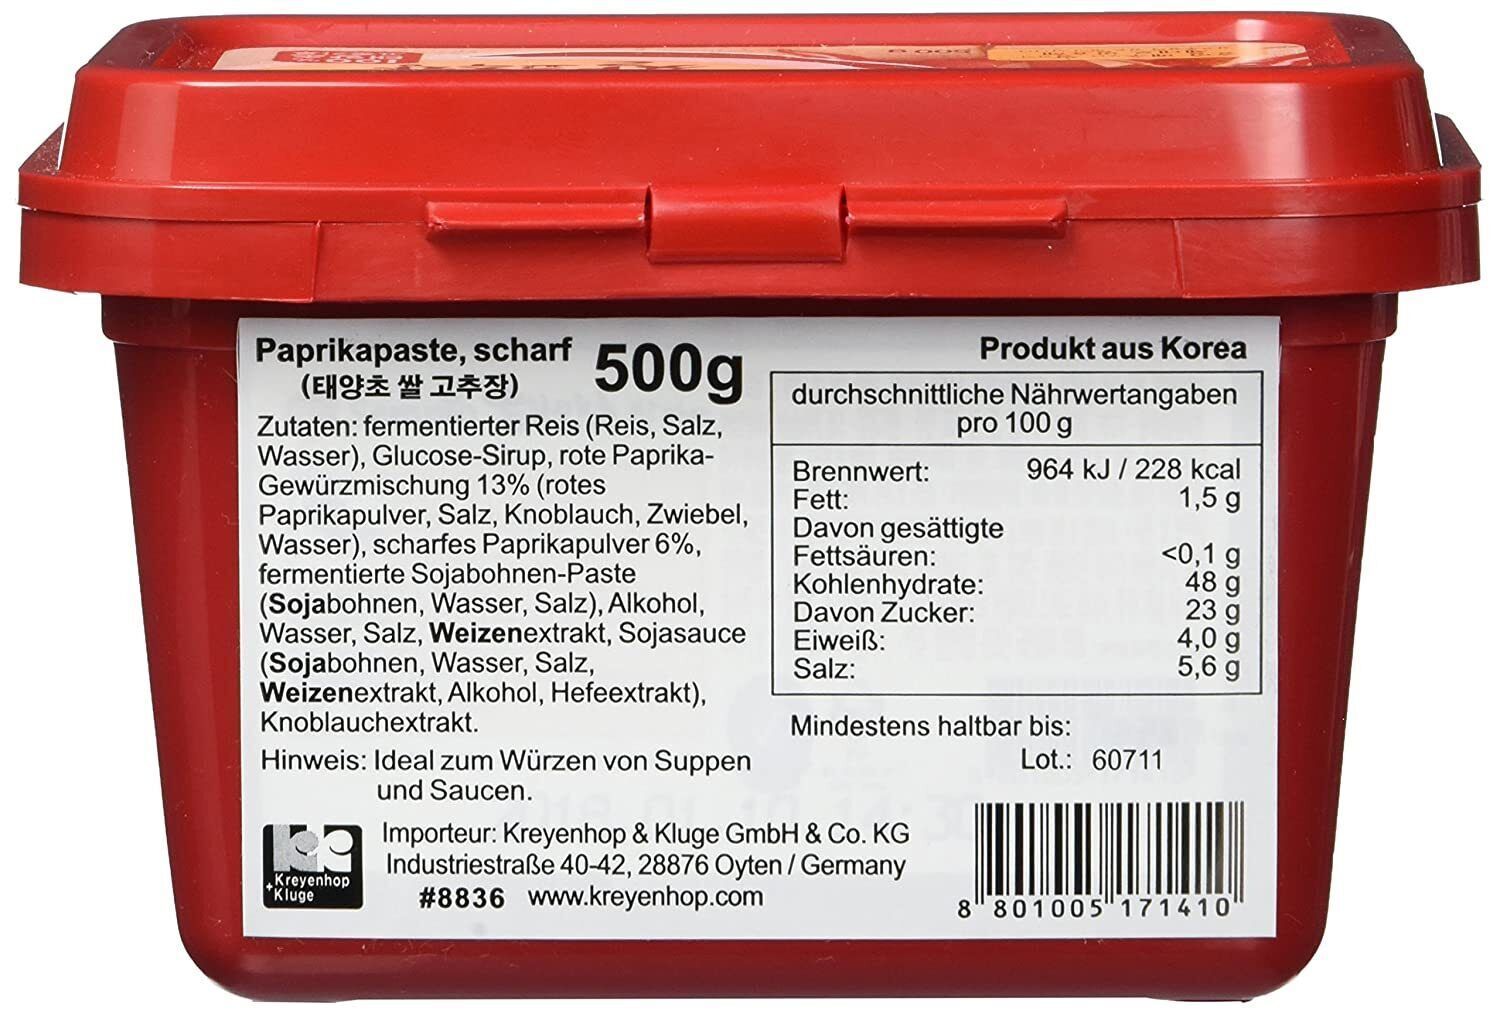 Paprikapaste, scharf
(태양초 쌀 고추장)
500g
Zutaten: fermentierter Reis (Reis, Salz,
Wasser), Glucose-Sirup, rote Paprika-
Gewürzmischung 13% (rotes
Paprikapulver, Salz, Knoblauch, Zwiebel,
Wasser), scharfes Paprikapulver 6%,
fermentierte Sojabohnen-Paste
(Sojabohnen, Wasser, Salz), Alkohol,
Wasser, Salz, Weizenextrakt, Sojasauce
(Sojabohnen, Wasser, Salz,
Weizenextrakt, Alkohol, Hefeextrakt),
Knoblauchextrakt.
Hinweis: Ideal zum Würzen von Suppen
und Saucen.
Produkt aus Korea
durchschnittliche Nährwertangaben
pro 100 g
Brennwert: 964 kJ / 228 kcal
Fett: 1,5 g
Davon gesättigte
Fettsäuren: <0,1 g
Kohlenhydrate: 48 g
Davon Zucker: 23 g
Eiweiß: 4,0 g
Salz: 5,6 g
Mindestens haltbar bis:
Lot.: 60711
Kreyenhop
+Kluge
Importeur: Kreyenhop & Kluge GmbH & Co. KG
Industriestraße 40-42, 28876 Oyten / Germany
#8836 www.kreyenhop.com
8 801005 171410